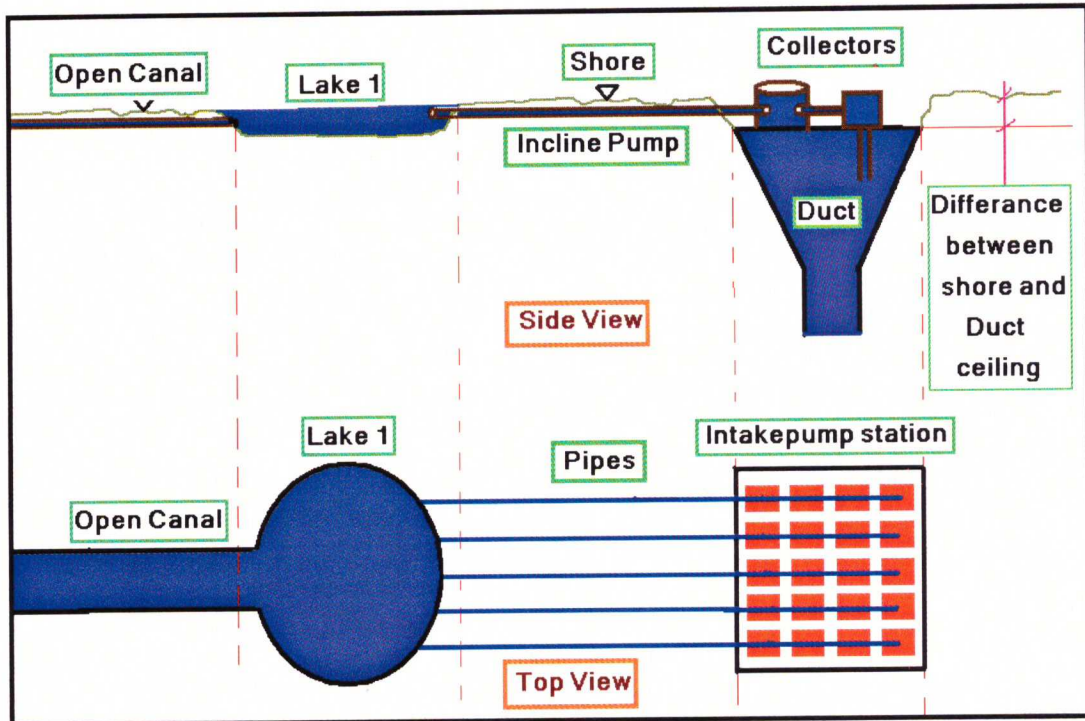 Open Canal
Lake 1
Shore
Collectors
Incline Pump
Duct
Differance
between
shore and
Duct
ceiling
Side View
Lake 1
Pipes
Intakepump station
Open Canal
Top View